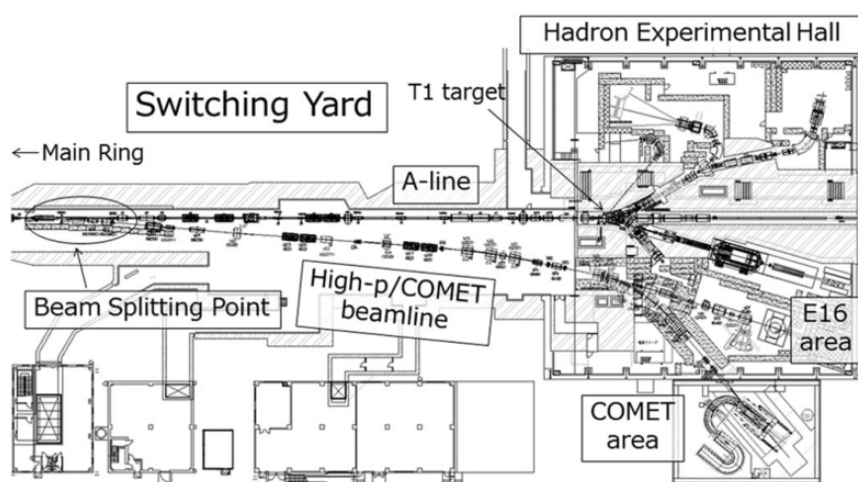 Hadron Experimental Hall
T1 target
Switching Yard
← Main Ring
A-line
Beam Splitting Point
High-p/COMET
beamline
E16
area
COMET
area